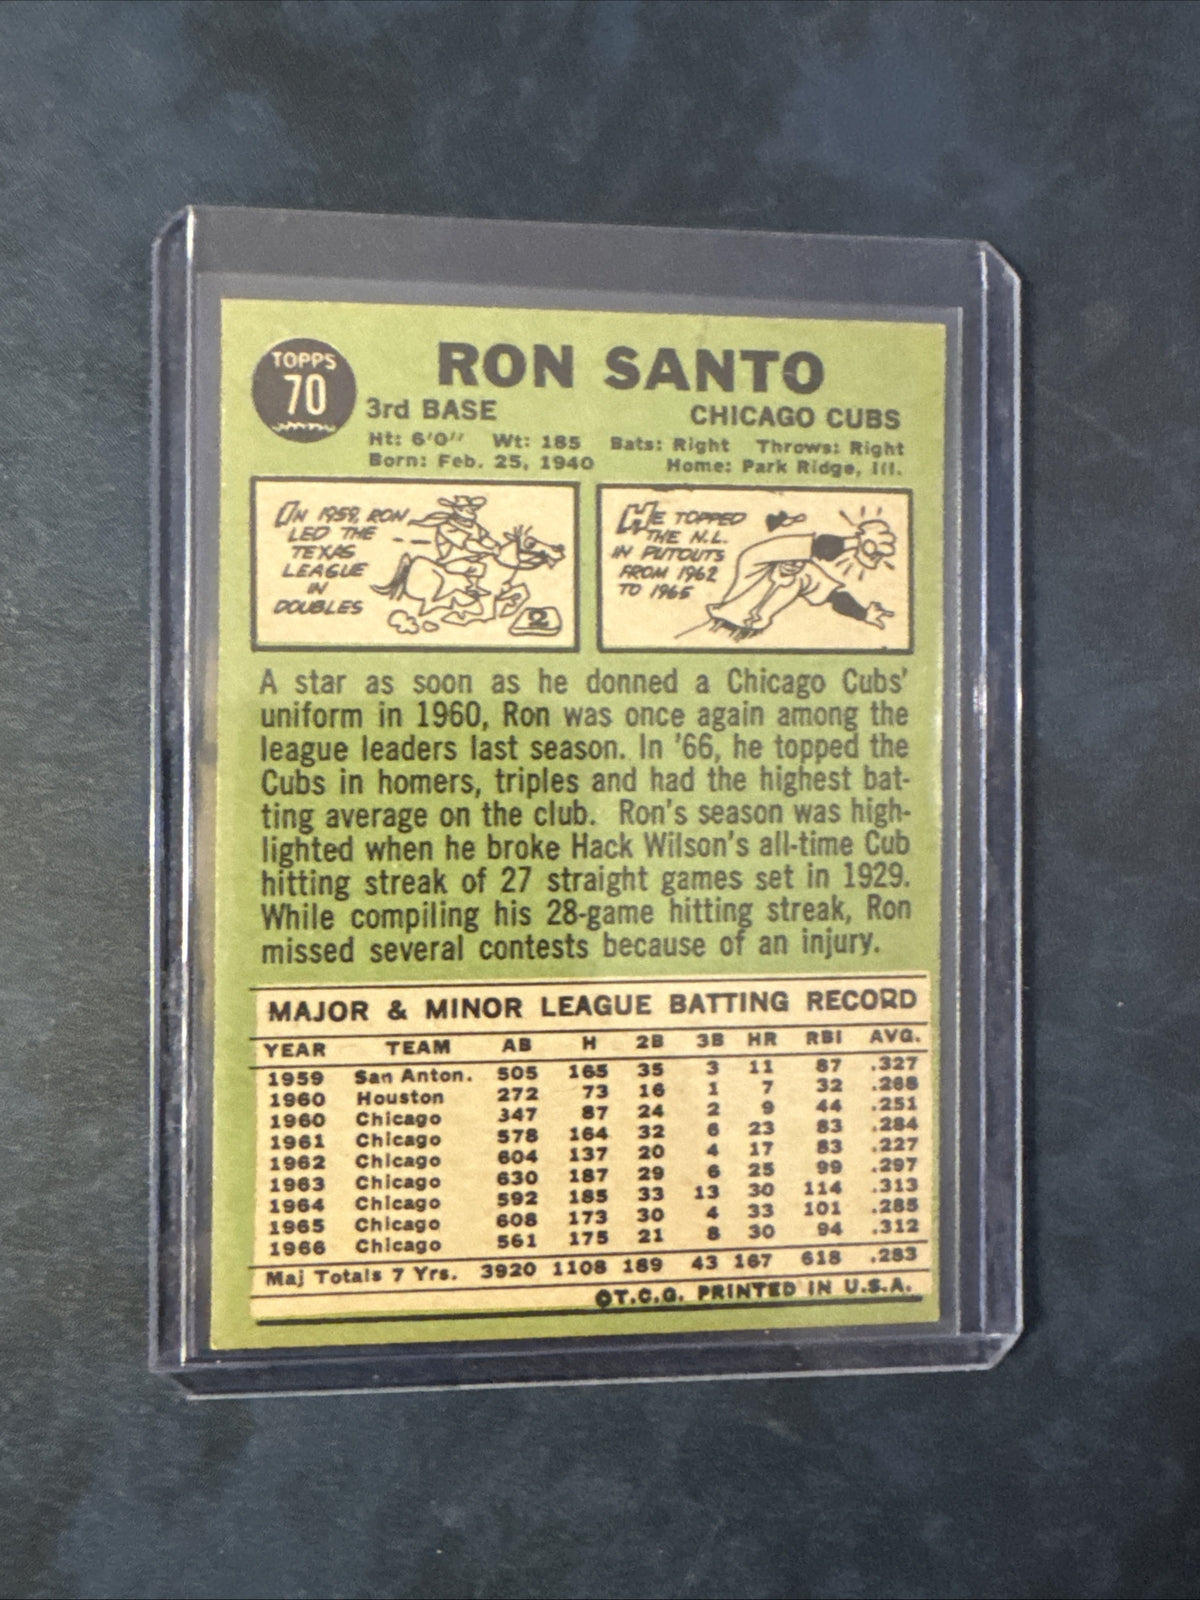 TOPPS
70
RON SANTO
3rd BASE CHICAGO CUBS
Ht: 6'0" Wt: 185 Bats: Right Throws: Right
Born: Feb. 25, 1940 Home: Park Ridge, Ill.
IN 1959, RON
LED THE
TEXAS
LEAGUE
IN
DOUBLES
2
HE TOPPED
THE N.L.
IN PUTOUTS
FROM 1962
TO 1965
A star as soon as he donned a Chicago Cubs'
uniform in 1960, Ron was once again among the
league leaders last season. In '66, he topped the
Cubs in homers, triples and had the highest bat-
ting average on the club. Ron's season was high-
lighted when he broke Hack Wilson's all-time Cub
hitting streak of 27 straight games set in 1929.
While compiling his 28-game hitting streak, Ron
missed several contests because of an injury.
MAJOR & MINOR LEAGUE BATTING RECORD
YEAR TEAM AB H 2B 3B HR RBI AVG.
1959 San Anton. 505 165 35 3 11 87 .327
1960 Houston 272 73 16 1 7 32 .268
1960 Chicago 347 87 24 2 9 44 .251
1961 Chicago 578 164 32 6 23 83 .284
1962 Chicago 604 137 20 4 17 83 .227
1963 Chicago 630 187 29 6 25 99 .297
1964 Chicago 592 185 33 13 30 114 .313
1965 Chicago 608 173 30 4 33 101 .285
1966 Chicago 561 175 21 8 30 94 .312
Maj Totals 7 Yrs. 3920 1108 189 43 167 618 .283
©T.C.G. PRINTED IN U.S.A.